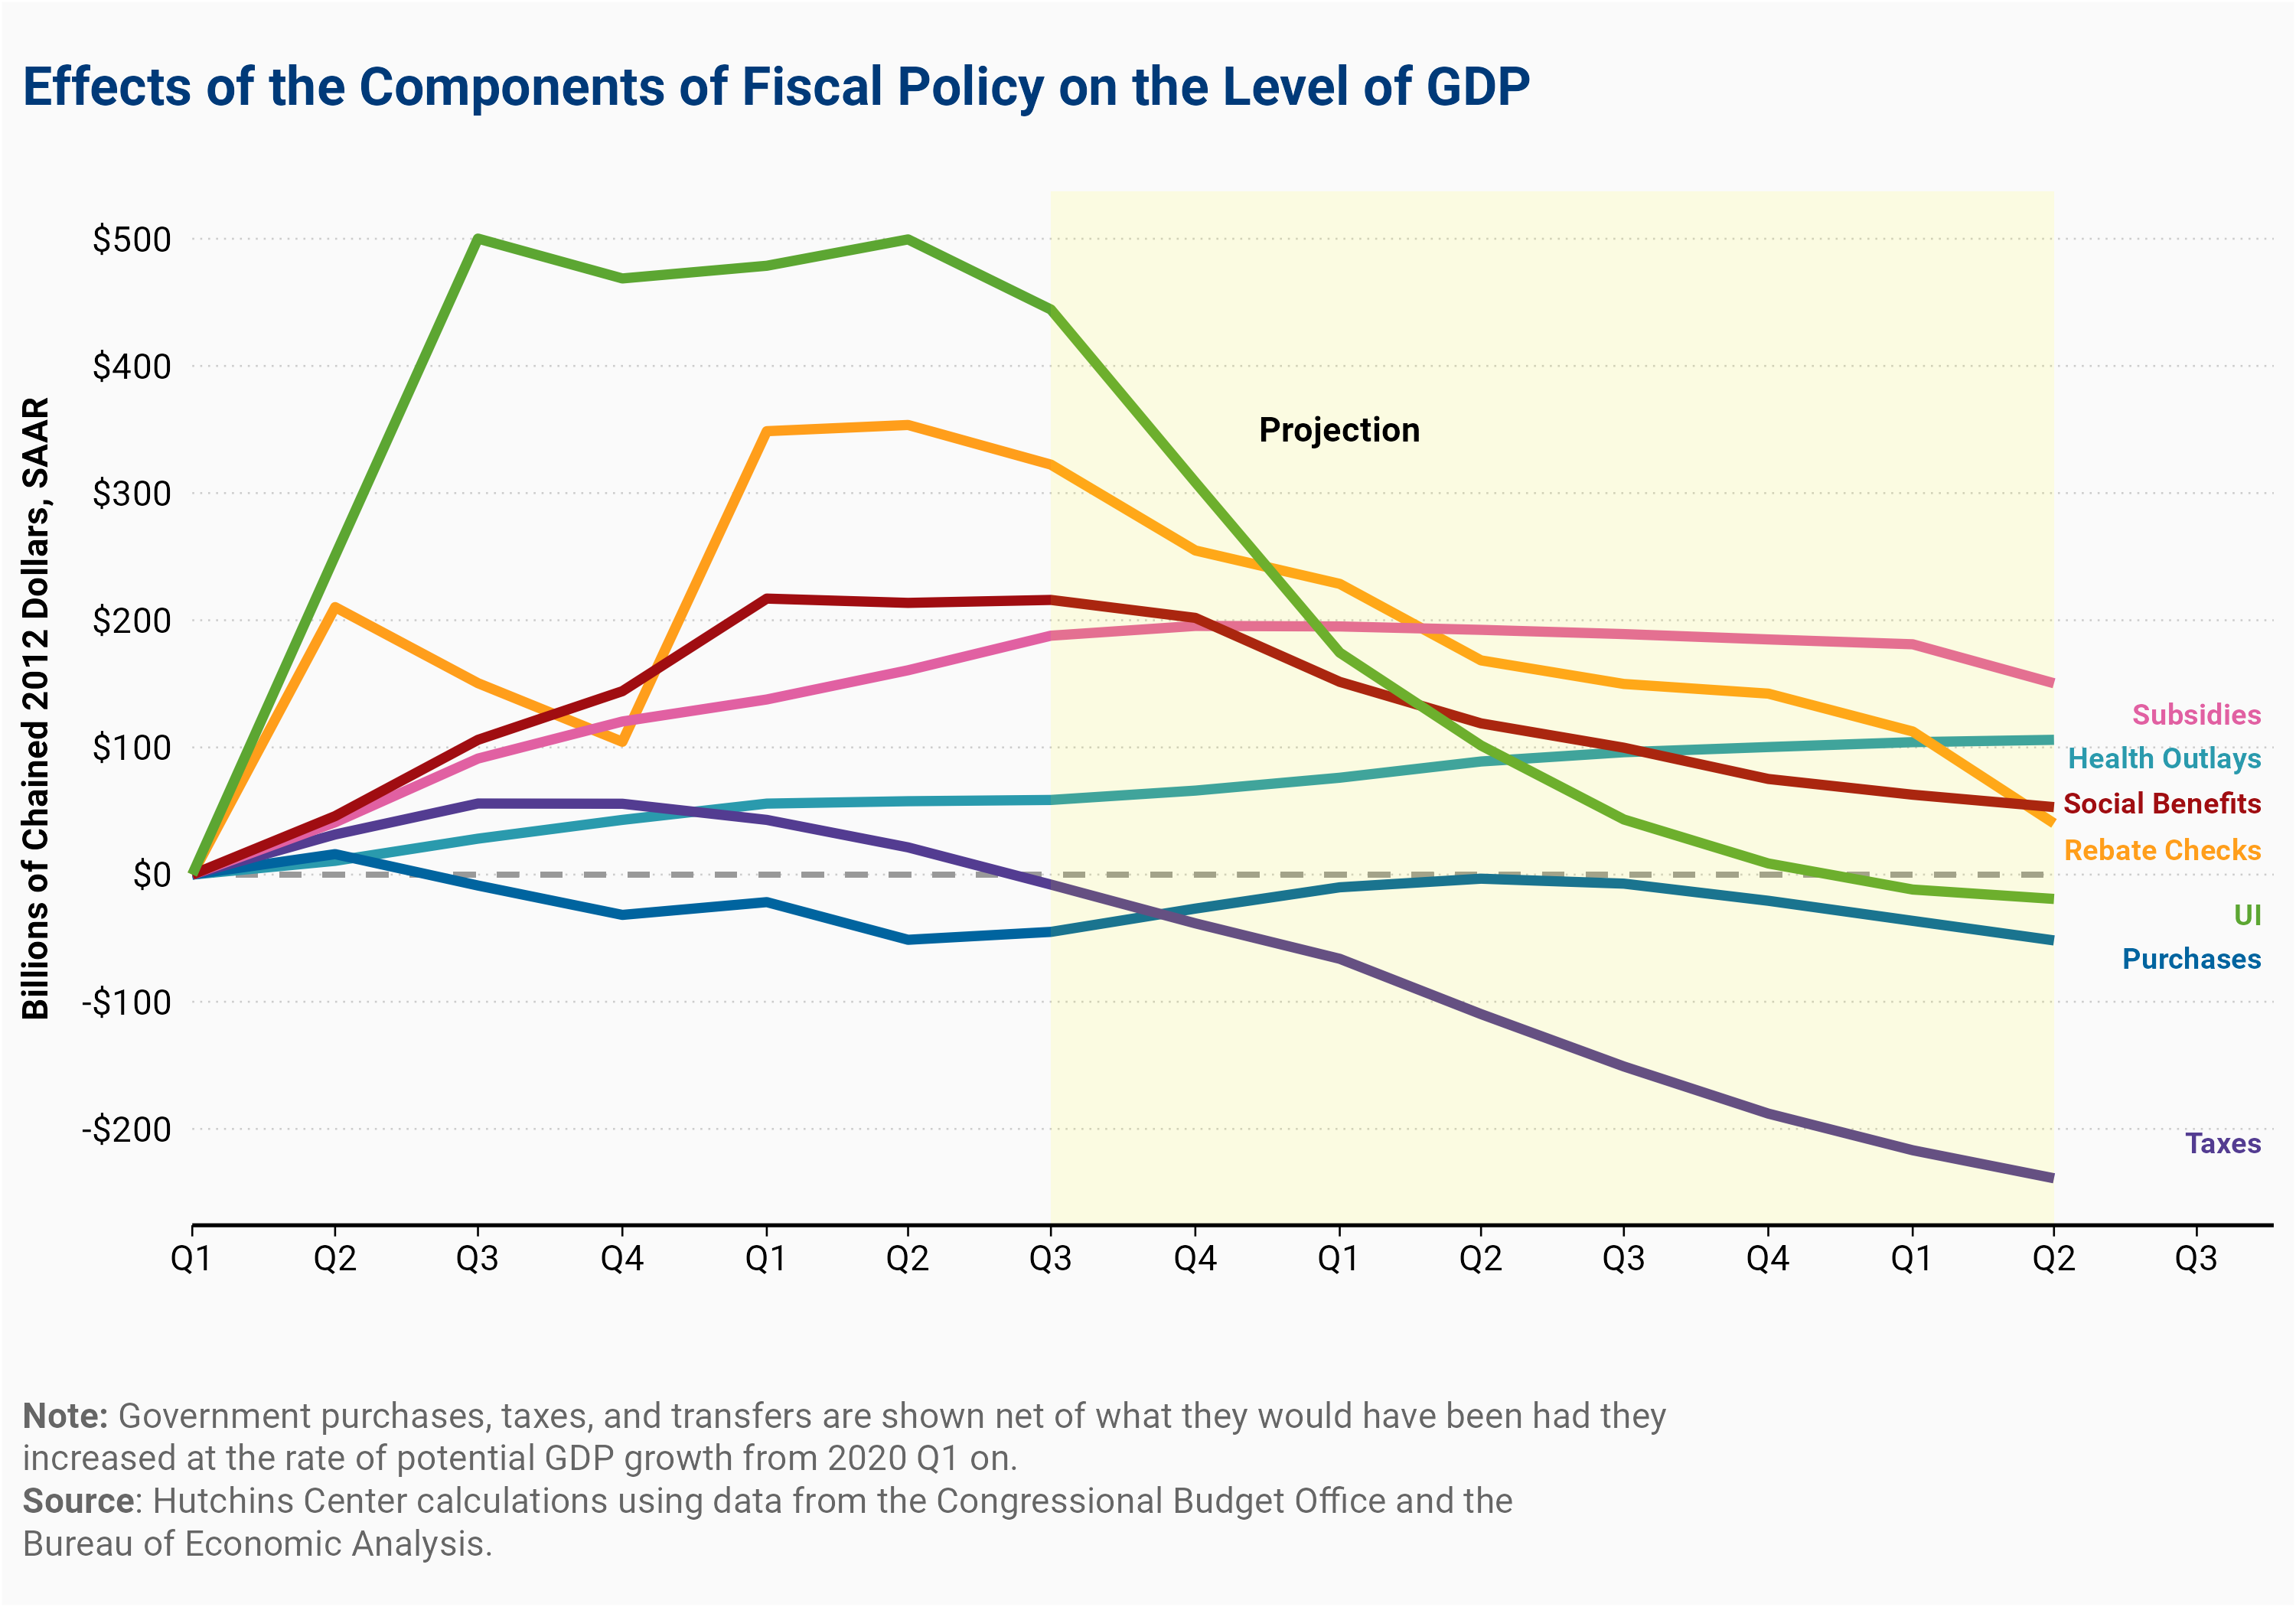 Effects of the Components of Fiscal Policy on the Level of GDP
Billions of Chained 2012 Dollars, SAAR
$500
$400
$300
$200
$100
$0
-$100
-$200
Projection
Subsidies
Health Outlays
Social Benefits
Rebate Checks
UI
Purchases
Taxes
Q1 Q2 Q3 Q4 Q1 Q2 Q3 Q4 Q1 Q2 Q3 Q4 Q1 Q2 Q3
Note: Government purchases, taxes, and transfers are shown net of what they would have been had they
increased at the rate of potential GDP growth from 2020 Q1 on.
Source: Hutchins Center calculations using data from the Congressional Budget Office and the
Bureau of Economic Analysis.